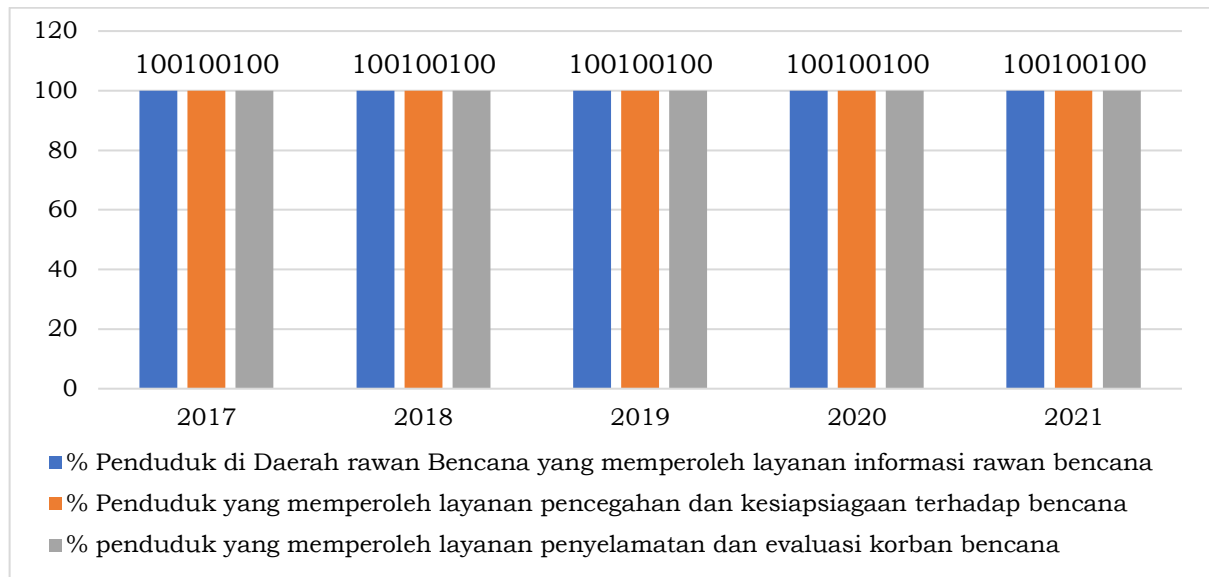 120
100100100 100100100 100100100 100100100 100100100
100
80
60
40
20
0
2017 2018 2019 2020 2021
% Penduduk di Daerah rawan Bencana yang memperoleh layanan informasi rawan bencana
% Penduduk yang memperoleh layanan pencegahan dan kesiapsiagaan terhadap bencana
% penduduk yang memperoleh layanan penyelamatan dan evaluasi korban bencana